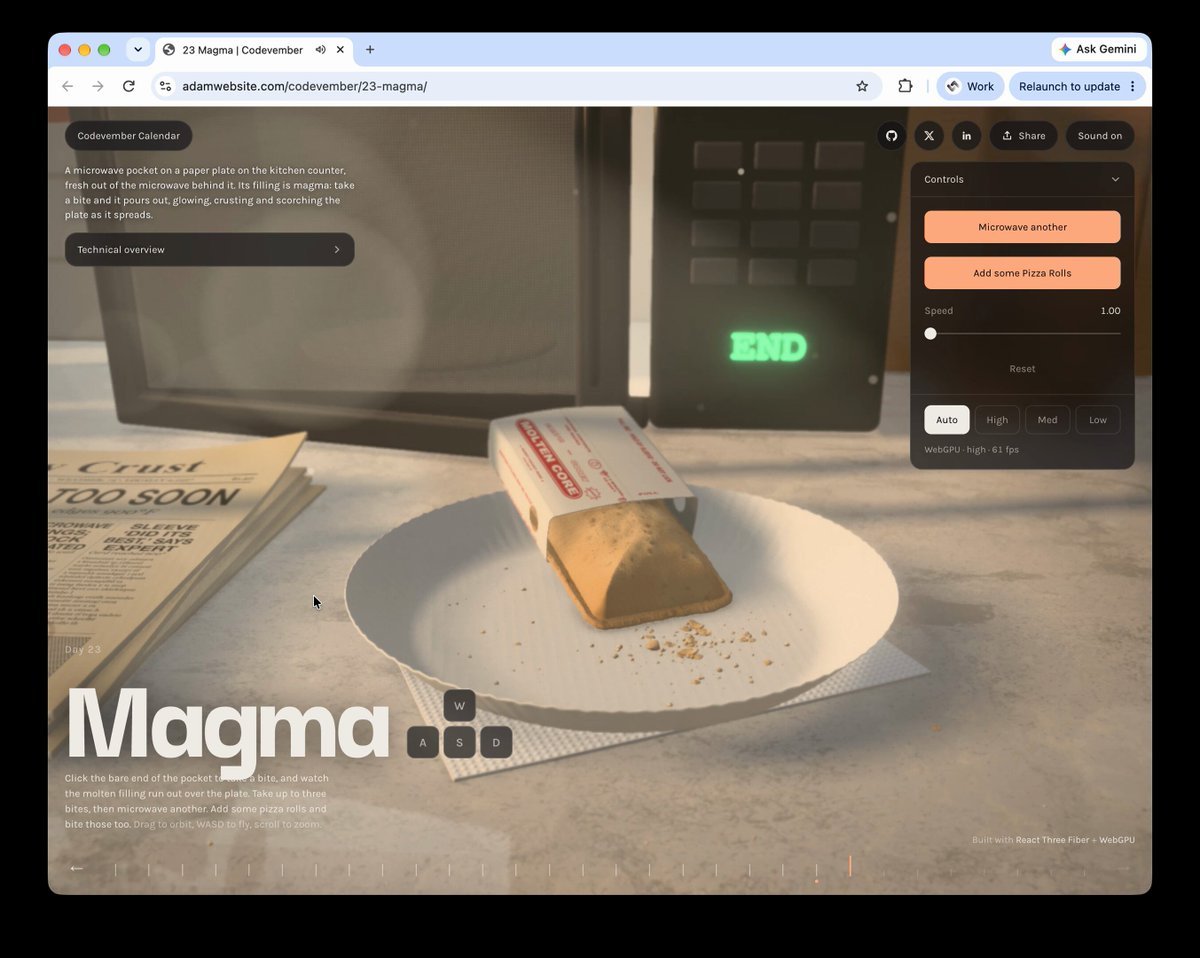 23 Magma | Codevember
Ask Gemini
adamwebsite.com/codevember/23-magma/
Work
Relaunch to update
Codevember Calendar
in
Share
Sound on
A microwave pocket on a paper plate on the kitchen counter,
fresh out of the microwave behind it. Its filling is magma: take
a bite and it pours out, glowing, crusting and scorching the
plate as it spreads.
Technical overview
Controls
Microwave another
Add some Pizza Rolls
Speed 1.00
Reset
Auto High Med Low
WebGPU · high · 61 fps
END
MOLTEN CORE
Crust
TOO SOON
SLEEVE
'DID ITS
BEST,' SAYS
EXPERT
Day 23
Magma
W
A S D
Click the bare end of the pocket to take a bite, and watch
the molten filling run out over the plate. Take up to three
bites, then microwave another. Add some pizza rolls and
bite those too. Drag to orbit, WASD to fly, scroll to zoom.
Built with React Three Fiber + WebGPU